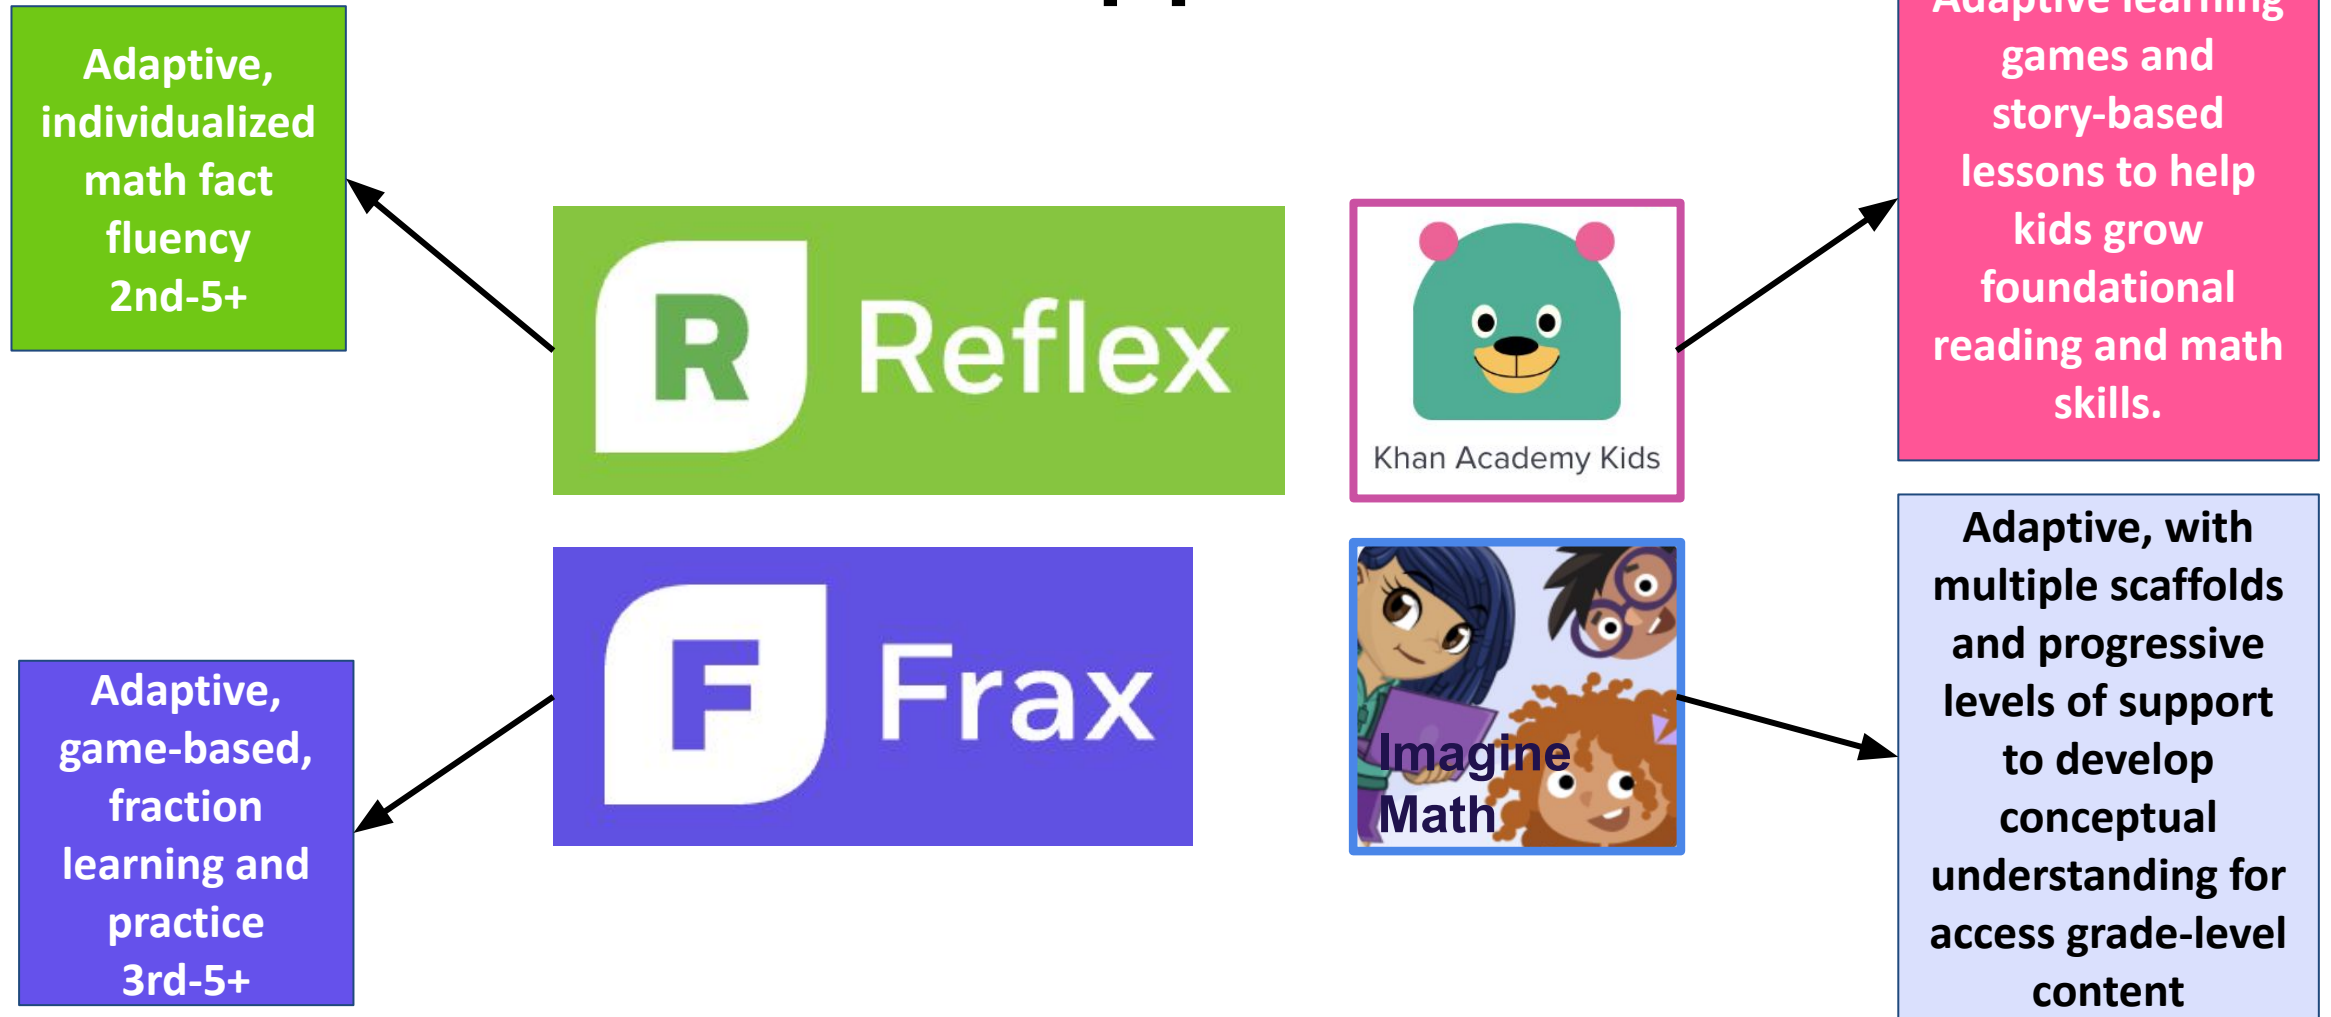 Adaptive,
individualized
math fact
fluency
2nd-5+
R Reflex
Khan Academy Kids
Adaptive learning
games and
story-based
lessons to help
kids grow
foundational
reading and math
skills.
Adaptive,
game-based,
fraction
learning and
practice
3rd-5+
F Frax
Imagine
Math
Adaptive, with
multiple scaffolds
and progressive
levels of support
to develop
conceptual
understanding for
access grade-level
content